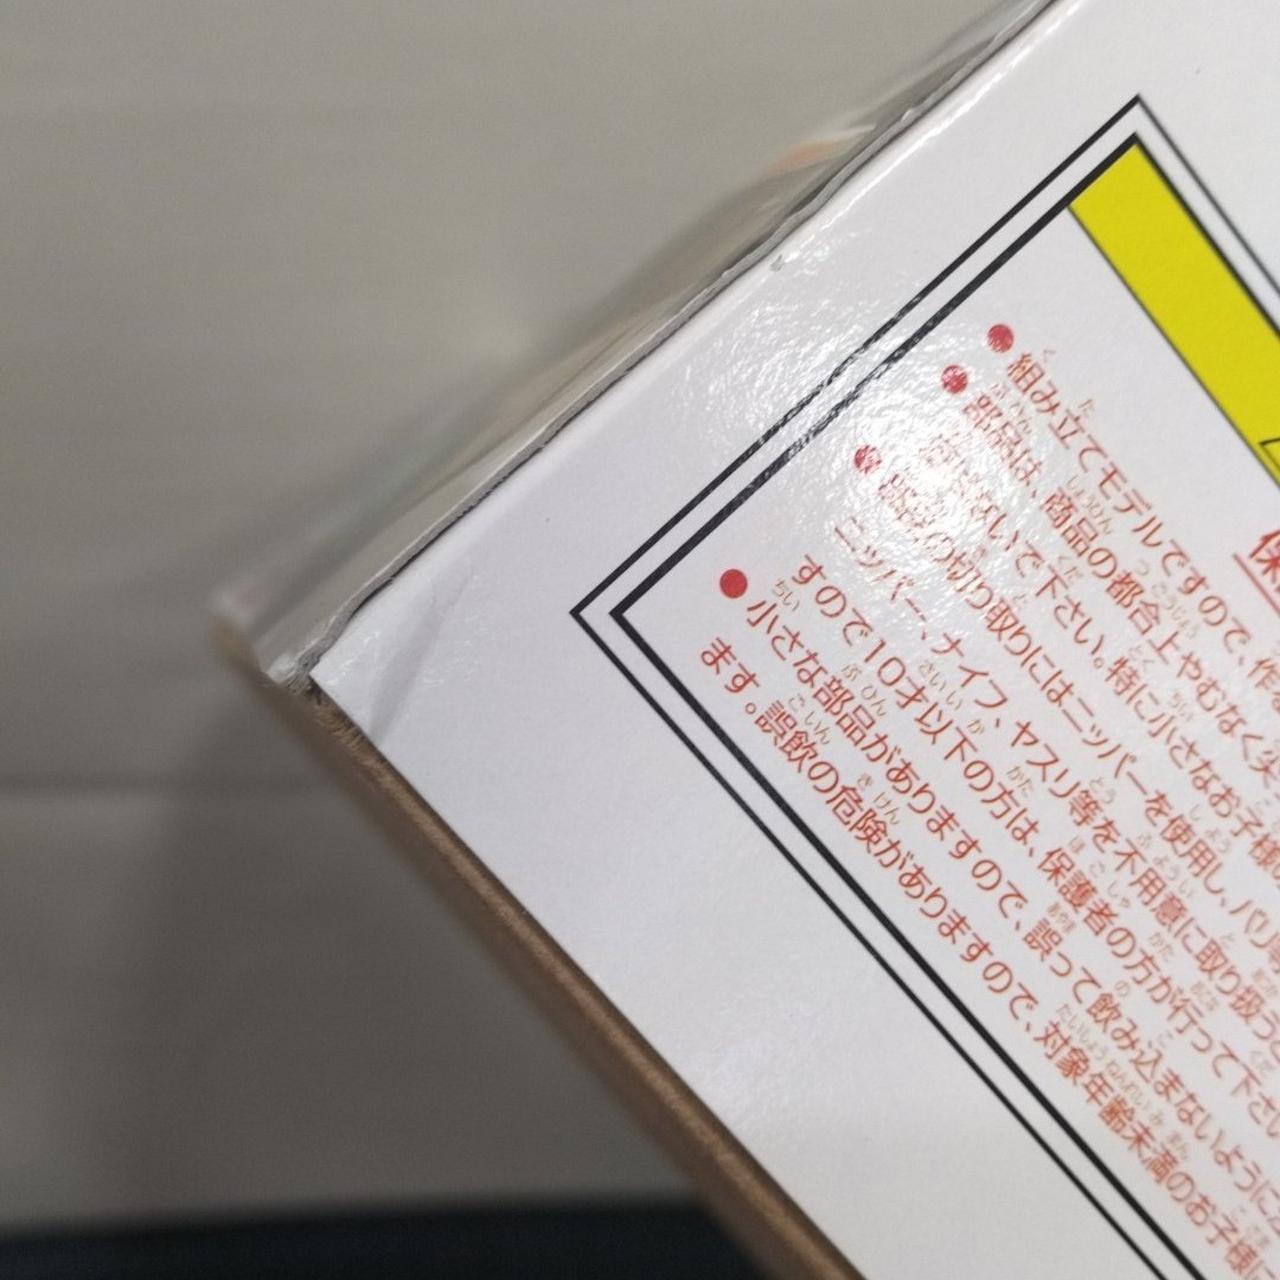 保
組み立てモデルですので、作
部品は、商品の都合上やむなく尖
ないで下さい。特に小さなお子様の
部品の切り取りにはニッパーを使用し、バリ等
ニッパー、ナイフ、ヤスリ等を不用意に取り扱うと
すので10才以下の方は、保護者の方が行って下さい
小さな部品がありますので、誤って飲み込まないように注
ます。誤飲の危険がありますので、対象年齢未満のお子様に